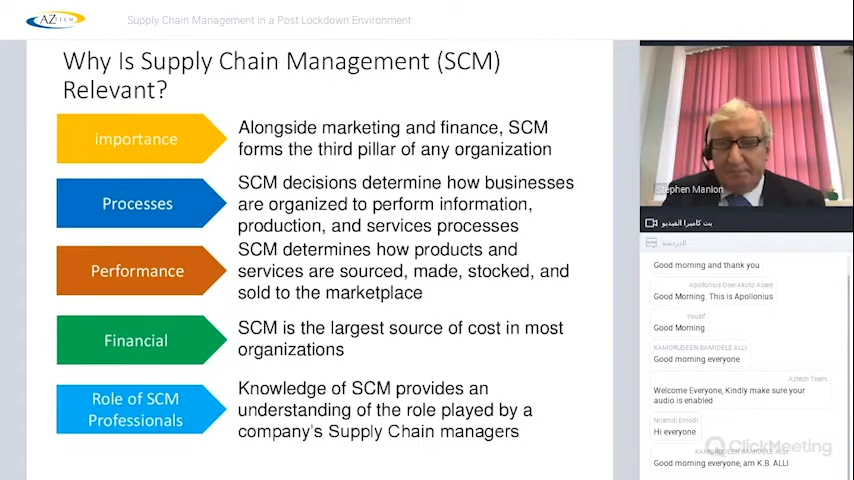 AZTECH
Supply Chain Management in a Post Lockdown Environment
Why Is Supply Chain Management (SCM)
Relevant?
importance
Alongside marketing and finance, SCM
forms the third pillar of any organization
Processes
SCM decisions determine how businesses
are organized to perform information,
production, and services processes
Performance
SCM determines how products and
services are sourced, made, stocked, and
sold to the marketplace
Financial
SCM is the largest source of cost in most
organizations
Role of SCM
Professionals
Knowledge of SCM provides an
understanding of the role played by a
company's Supply Chain managers
Stephen Manion
بث كاميرا الفيديو
الدردشة
Good morning and thank you
Apollonius Osei-Akoto Asare
Good Morning. This is Apollonius
Yousif
Good Morning
KAMORUDEEN BAMIDELE ALLI
Good morning everyone
Aztech Team
Welcome Everyone, Kindly make sure your
audio is enabled
Nnamdi Emodi
Hi everyone
KAMORUDEEN BAMIDELE ALLI
Good morning everyone, am K.B. ALLI
ClickMeeting